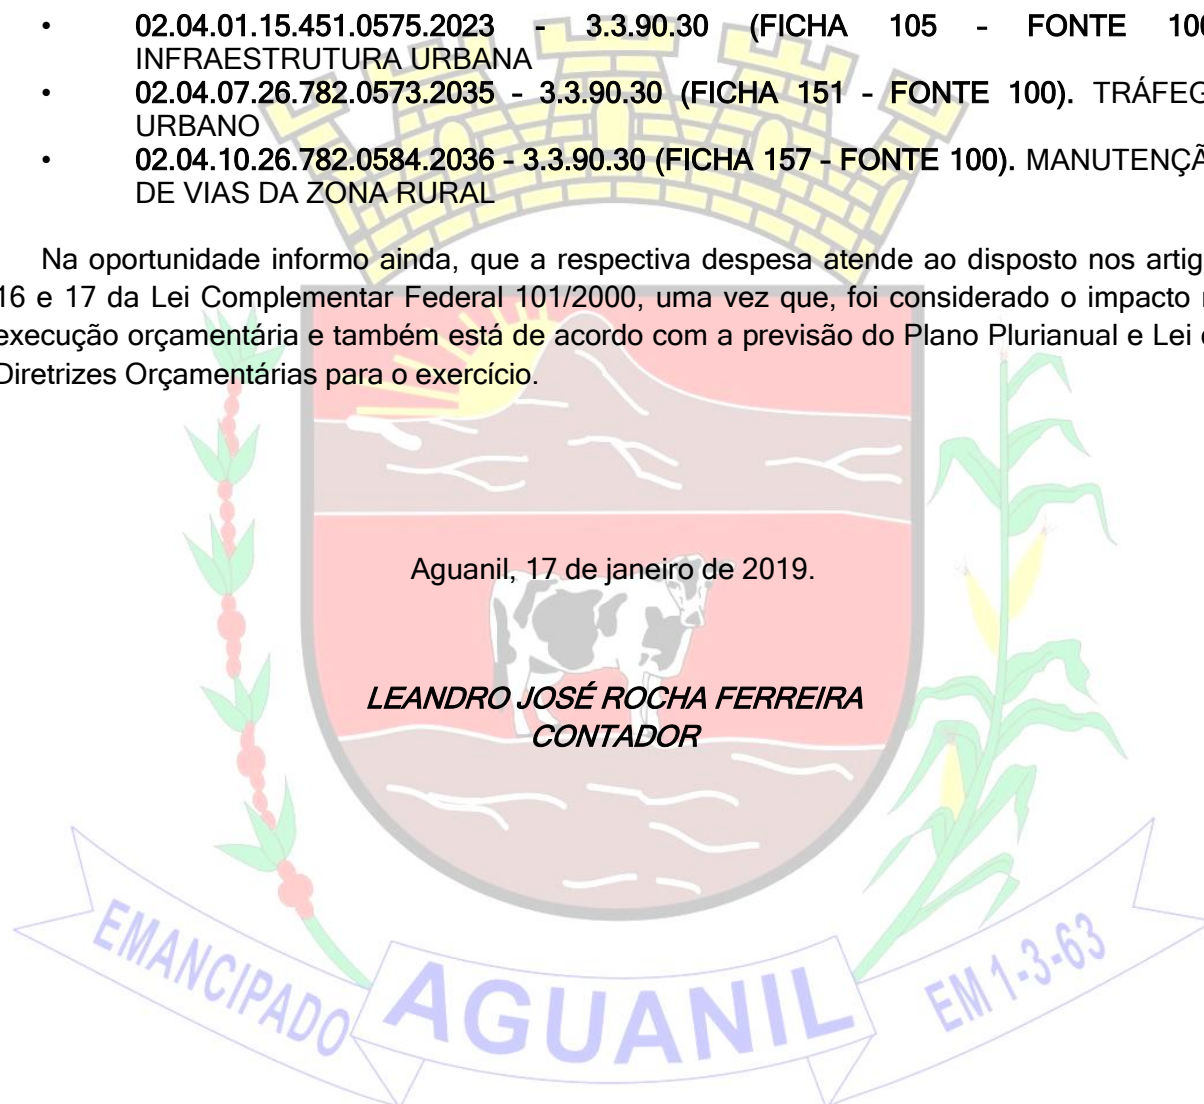 • 02.04.01.15.451.0575.2023 - 3.3.90.30 (FICHA 105 - FONTE 100
INFRAESTRUTURA URBANA
• 02.04.07.26.782.0573.2035 - 3.3.90.30 (FICHA 151 - FONTE 100). TRÁFEG
URBANO
• 02.04.10.26.782.0584.2036 - 3.3.90.30 (FICHA 157 - FONTE 100). MANUTENÇÃ
DE VIAS DA ZONA RURAL
Na oportunidade informo ainda, que a respectiva despesa atende ao disposto nos artig
16 e 17 da Lei Complementar Federal 101/2000, uma vez que, foi considerado o impacto
execução orçamentária e também está de acordo com a previsão do Plano Plurianual e Lei
Diretrizes Orçamentárias para o exercício.
Aguanil, 17 de janeiro de 2019.
LEANDRO JOSÉ ROCHA FERREIRA
CONTADOR
EMANCIPADO
AGUANIL
EM 1-3-63